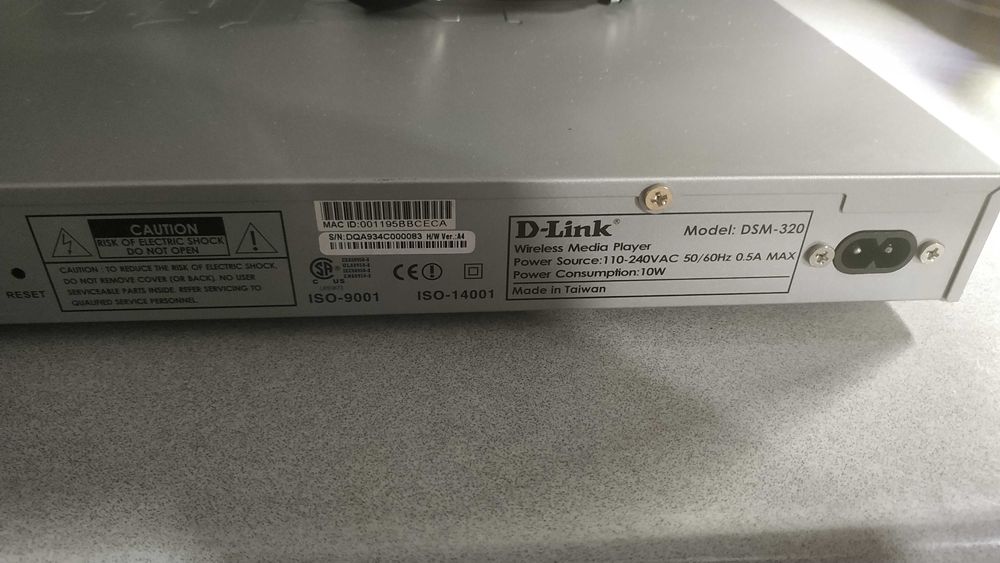 RESET
CAUTION
RISK OF ELECTRIC SHOCK
DO NOT OPEN
CAUTION : TO REDUCE THE RISK OF ELECTRIC SHOCK,
DO NOT REMOVE COVER (FOR BACK). NO USER
SERVICEABLE PARTS INSIDE. REFER SERVICING TO
QUALIFIED SERVICE PERSONNEL.
MAC ID:001195BBCECA
S/N:DQA934C000083 H/W Ver.:A4
C US
CE
ISO-9001 ISO-14001
D-Link®
Model: DSM-320
Wireless Media Player
Power Source:110-240VAC 50/60Hz 0.5A MAX
Power Consumption:10W
Made in Taiwan